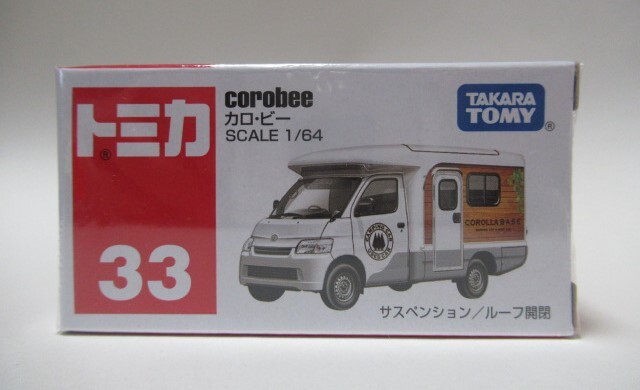 トミカ
®
33
corobee
カロ・ビー
SCALE 1/64
TAKARA
TOMY®
COROLLA BASE
サスペンション／ルーフ開閉